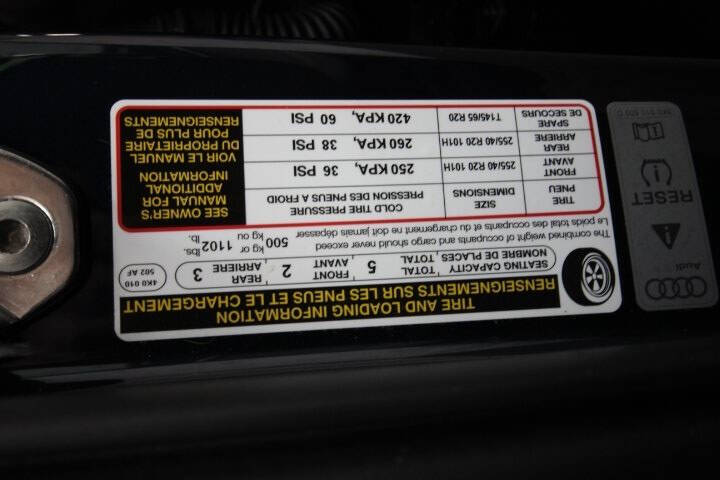 TIRE AND LOADING INFORMATION
RENSEIGNEMENTS SUR LES PNEUS ET LE CHARGEMENT
SEATING CAPACITY TOTAL 5 FRONT 2 REAR 3
NOMBRE DE PLACES TOTAL AVANT ARRIÈRE
4K0 010
502 AF
The combined weight of occupants and cargo should never exceed
Le poids total des occupants et du chargement ne doit jamais dépasser
500 kg or 1102 lbs.
kg ou lb.
TIRE SIZE COLD TIRE PRESSURE
PNEU DIMENSIONS PRESSION DES PNEUS A FROID
FRONT
AVANT 255/40 R20 101H 250 KPA, 36 PSI
REAR
ARRIERE 255/40 R20 101H 260 KPA, 38 PSI
SPARE
DE SECOURS T145/65 R20 420 KPA, 60 PSI
SEE OWNER'S
MANUAL FOR
ADDITIONAL
INFORMATION
VOIR LE MANUEL
DU PROPRIÉTAIRE
POUR PLUS DE
RENSEIGNEMENTS
Audi
RESET